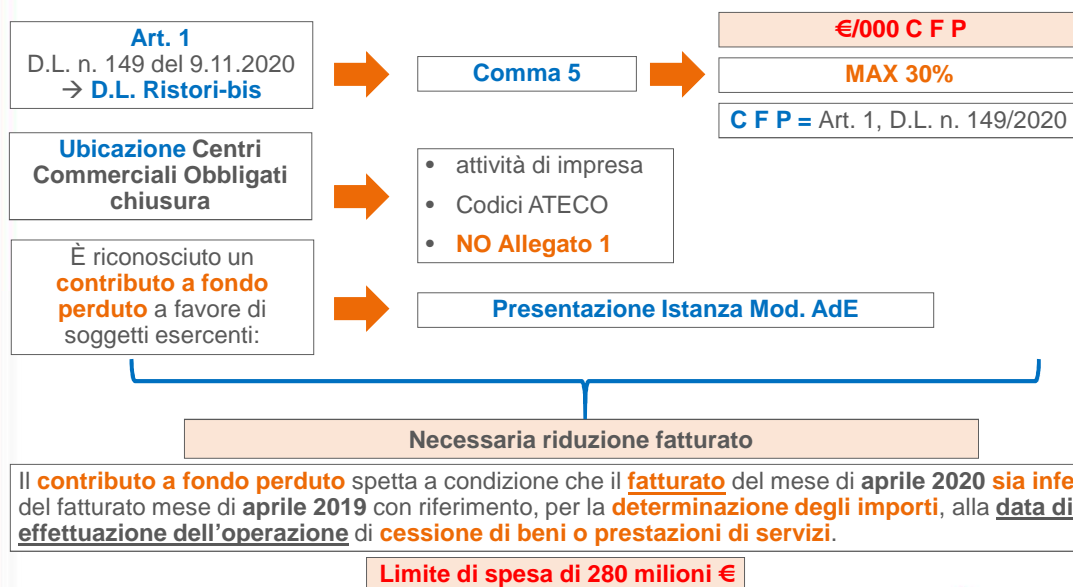 Art. 1
D.L. n. 149 del 9.11.2020
→ D.L. Ristori-bis
Comma 5
€/000 C F P
MAX 30%
C F P = Art. 1, D.L. n. 149/2020
Ubicazione Centri
Commerciali Obbligati
chiusura
• attività di impresa
• Codici ATECO
• NO Allegato 1
È riconosciuto un
contributo a fondo
perduto a favore di
soggetti esercenti:
Presentazione Istanza Mod. AdE
Necessaria riduzione fatturato
Il contributo a fondo perduto spetta a condizione che il fatturato del mese di aprile 2020 sia
del fatturato mese di aprile 2019 con riferimento, per la determinazione degli importi, alla data di
effettuazione dell'operazione di cessione di beni o prestazioni di servizi.
Limite di spesa di 280 milioni €